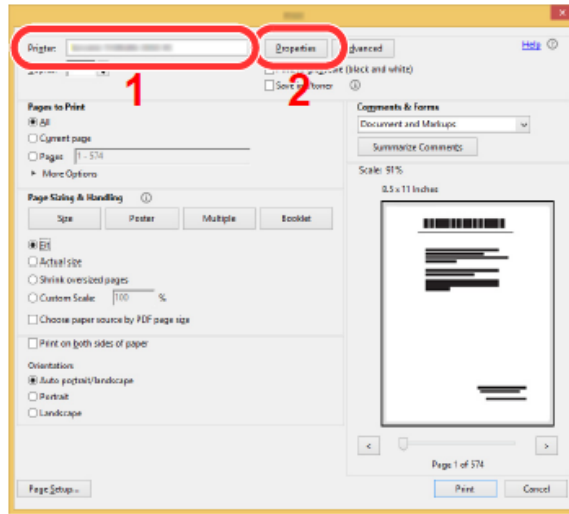 Printer:
Properties
Advanced
Help
1
2
(black and white)
Pages to Print
Comments & Forms
All
Document and Markups
Current page
Pages 1 - 574
Summarize Comments
More Options
Scale: 91%
8.5 x 11 Inches
Page Sizing & Handling
Size Poster Multiple Booklet
Fit
Actual size
Shrink oversized pages
Custom Scale: 100 %
Choose paper source by PDF page size
Print on both sides of paper
Orientation:
Auto portrait/landscape
Portrait
Landscape
< >
Page 1 of 574
Page Setup...
Print Cancel